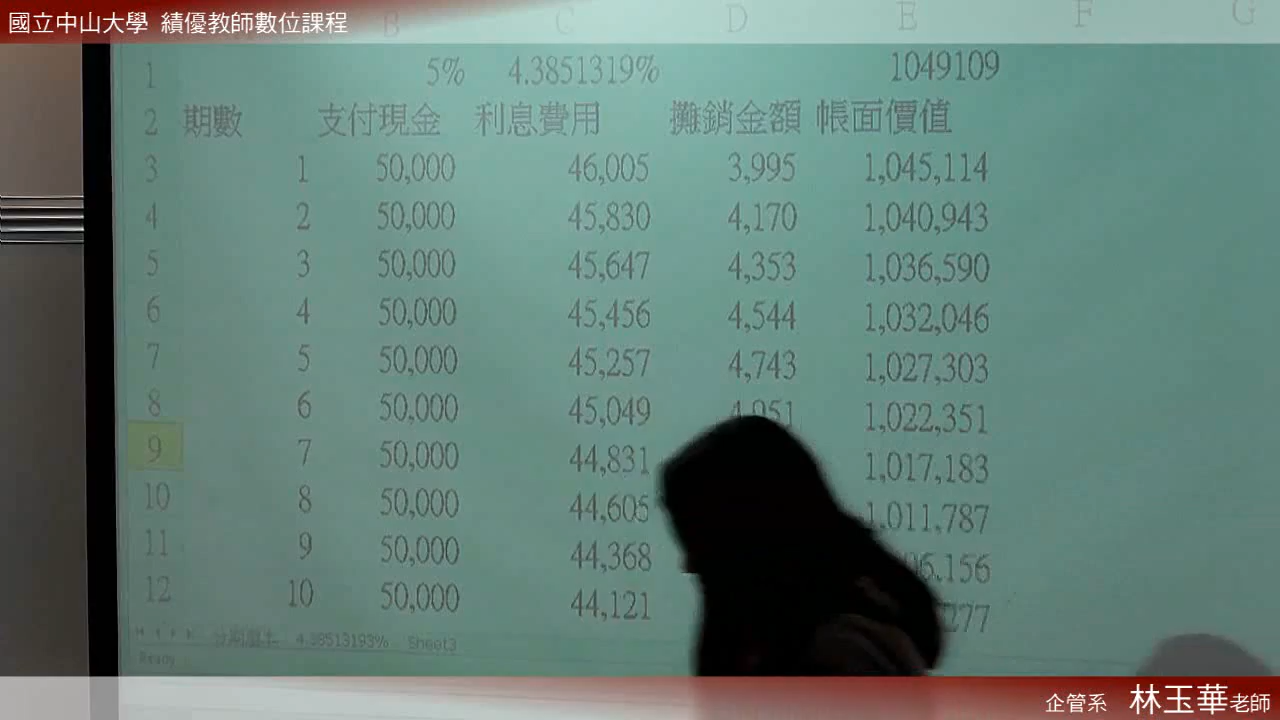 國立中山大學 績優教師數位課程
B C D E F G
1 5% 4.3851319% 1049109
2 期數 支付現金 利息費用 攤銷金額 帳面價值
3 1 50,000 46,005 3,995 1,045,114
4 2 50,000 45,830 4,170 1,040,943
5 3 50,000 45,647 4,353 1,036,590
6 4 50,000 45,456 4,544 1,032,046
7 5 50,000 45,257 4,743 1,027,303
8 6 50,000 45,049 4,951 1,022,351
9 7 50,000 44,831 1,017,183
10 8 50,000 44,605 1,011,787
11 9 50,000 44,368 06,156
12 10 50,000 44,121 277
4.38513193% Sheet3
Ready
企管系 林玉華老師